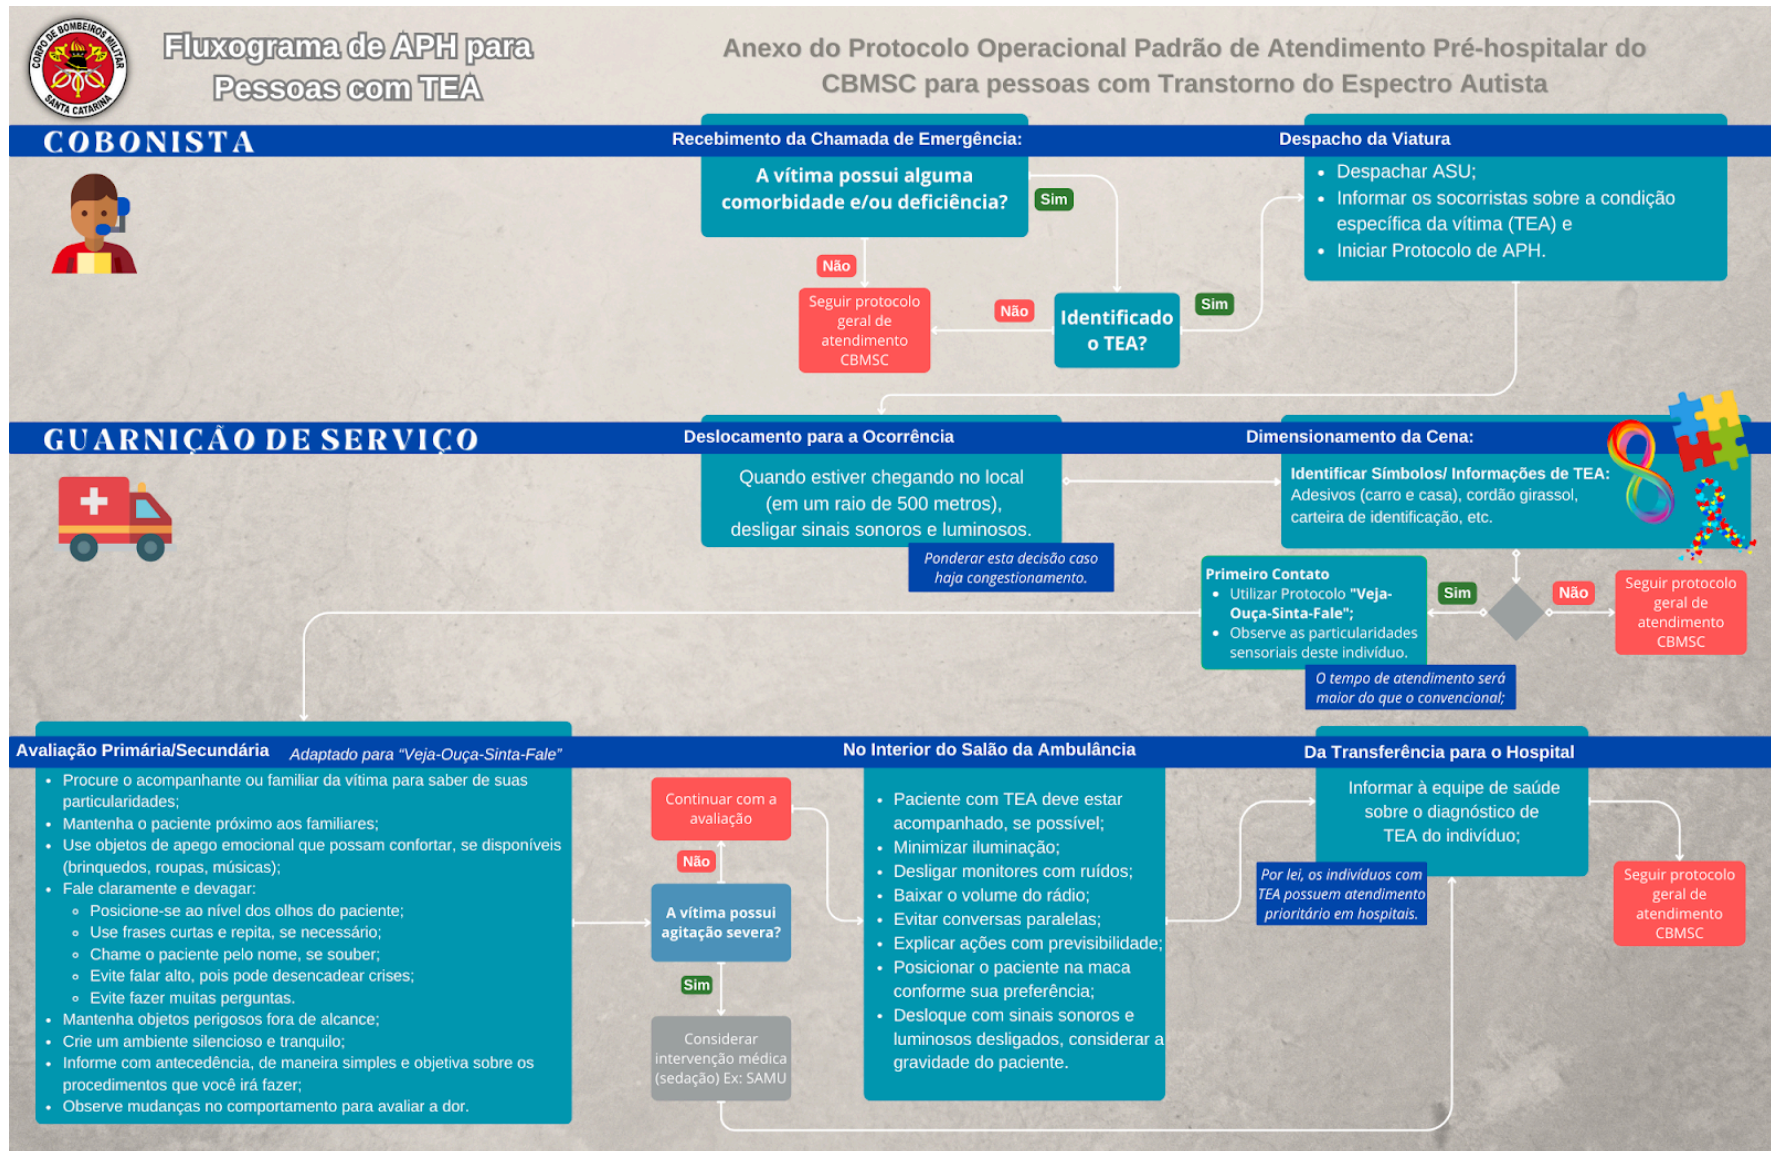 CORPO DE BOMBEIROS MILITAR
SANTA CATARINA
Fluxograma de APH para
Pessoas com TEA
Anexo do Protocolo Operacional Padrão de Atendimento Pré-hospitalar do
CBMSC para pessoas com Transtorno do Espectro Autista
COBONISTA
Recebimento da Chamada de Emergência:
A vítima possui alguma
comorbidade e/ou deficiência?
Sim
Não
Seguir protocolo
geral de
atendimento
CBMSC
Não
Identificado
o TEA?
Sim
Despacho da Viatura
• Despachar ASU;
• Informar os socorristas sobre a condição
específica da vítima (TEA) e
• Iniciar Protocolo de APH.
GUARNIÇÃO DE SERVIÇO
Deslocamento para a Ocorrência
Quando estiver chegando no local
(em um raio de 500 metros),
desligar sinais sonoros e luminosos.
Ponderar esta decisão caso
haja congestionamento.
Dimensionamento da Cena:
Identificar Símbolos/ Informações de TEA:
Adesivos (carro e casa), cordão girassol,
carteira de identificação, etc.
Primeiro Contato
• Utilizar Protocolo "Veja-
Ouça-Sinta-Fale";
• Observe as particularidades
sensoriais deste indivíduo.
Sim
Não
Seguir protocolo
geral de
atendimento
CBMSC
O tempo de atendimento será
maior do que o convencional;
Avaliação Primária/Secundária
Adaptado para “Veja-Ouça-Sinta-Fale”
• Procure o acompanhante ou familiar da vítima para saber de suas
particularidades;
• Mantenha o paciente próximo aos familiares;
• Use objetos de apego emocional que possam confortar, se disponíveis
(brinquedos, roupas, músicas);
• Fale claramente e devagar:
◦ Posicione-se ao nível dos olhos do paciente;
◦ Use frases curtas e repita, se necessário;
◦ Chame o paciente pelo nome, se souber;
◦ Evite falar alto, pois pode desencadear crises;
◦ Evite fazer muitas perguntas.
• Mantenha objetos perigosos fora de alcance;
• Crie um ambiente silencioso e tranquilo;
• Informe com antecedência, de maneira simples e objetiva sobre os
procedimentos que você irá fazer;
• Observe mudanças no comportamento para avaliar a dor.
Continuar com a
avaliação
Não
A vítima possui
agitação severa?
Sim
Considerar
intervenção médica
(sedação) Ex: SAMU
No Interior do Salão da Ambulância
• Paciente com TEA deve estar
acompanhado, se possível;
• Minimizar iluminação;
• Desligar monitores com ruídos;
• Baixar o volume do rádio;
• Evitar conversas paralelas;
• Explicar ações com previsibilidade;
• Posicionar o paciente na maca
conforme sua preferência;
• Desloque com sinais sonoros e
luminosos desligados, considerar a
gravidade do paciente.
Da Transferência para o Hospital
Informar à equipe de saúde
sobre o diagnóstico de
TEA do indivíduo;
Por lei, os indivíduos com
TEA possuem atendimento
prioritário em hospitais.
Seguir protocolo
geral de
atendimento
CBMSC